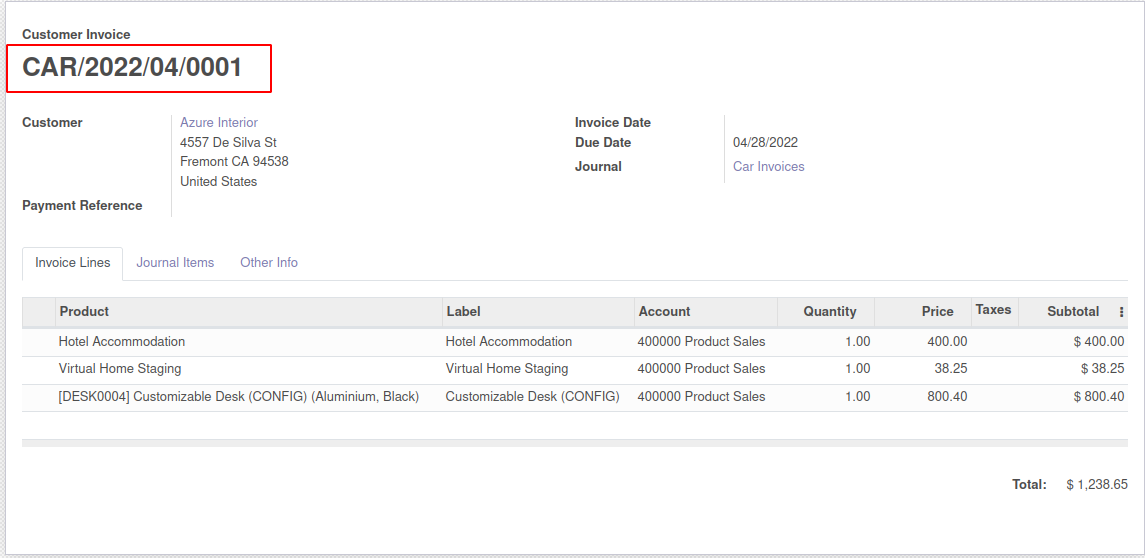 Customer Invoice
CAR/2022/04/0001
Customer Azure Interior Invoice Date
4557 De Silva St Due Date 04/28/2022
Fremont CA 94538 Journal Car Invoices
United States
Payment Reference
Invoice Lines Journal Items Other Info
Product Label Account Quantity Price Taxes Subtotal
Hotel Accommodation Hotel Accommodation 400000 Product Sales 1.00 400.00 $ 400.00
Virtual Home Staging Virtual Home Staging 400000 Product Sales 1.00 38.25 $ 38.25
[DESK0004] Customizable Desk (CONFIG) (Aluminium, Black) Customizable Desk (CONFIG) 400000 Product Sales 1.00 800.40 $ 800.40
Total: $ 1,238.65